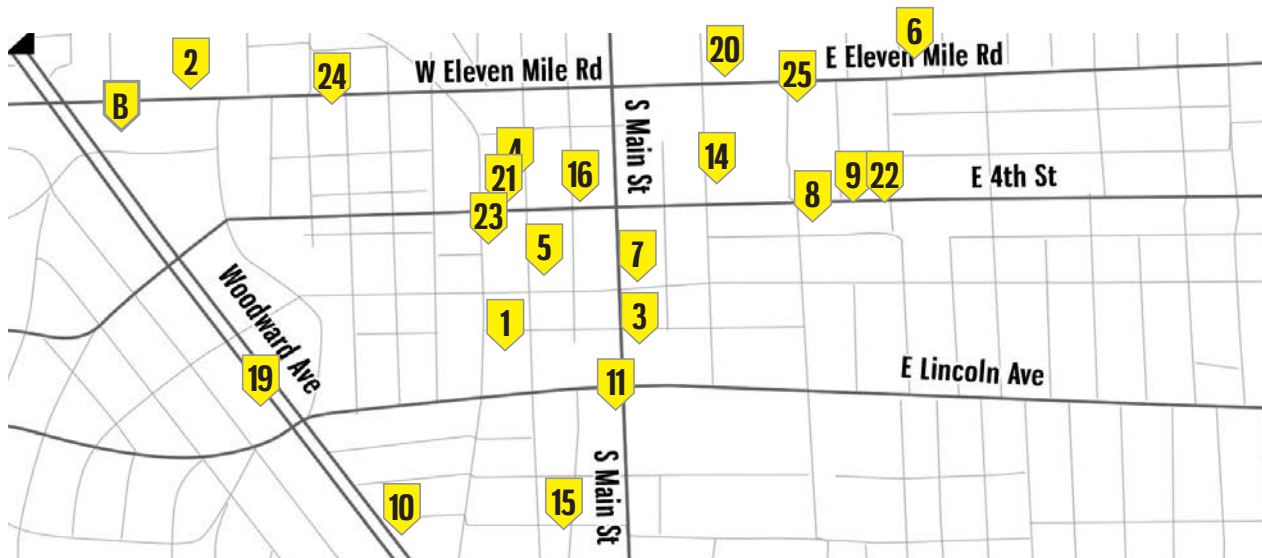 6
2
20
E Eleven Mile Rd
24
W Eleven Mile Rd
25
B
S Main St
4
14
21
16
9
22
E 4th St
8
23
5
7
Woodward Ave
1
3
19
11
E Lincoln Ave
S Main St
10
15